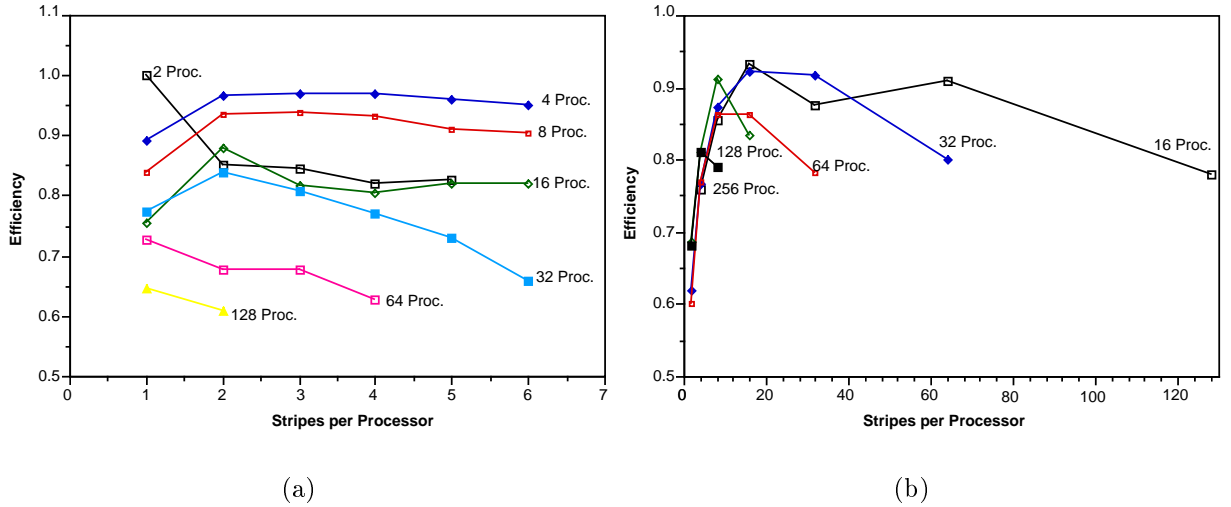 1.1
1.0
0.9
0.8
0.7
0.6
0.5
Efficiency
2 Proc.
4 Proc.
8 Proc.
16 Proc.
32 Proc.
64 Proc.
128 Proc.
0 1 2 3 4 5 6 7
Stripes per Processor
(a)
1.0
0.9
0.8
0.7
0.6
0.5
Efficiency
16 Proc.
32 Proc.
128 Proc.
64 Proc.
256 Proc.
0 20 40 60 80 100 120
Stripes per Processor
(b)